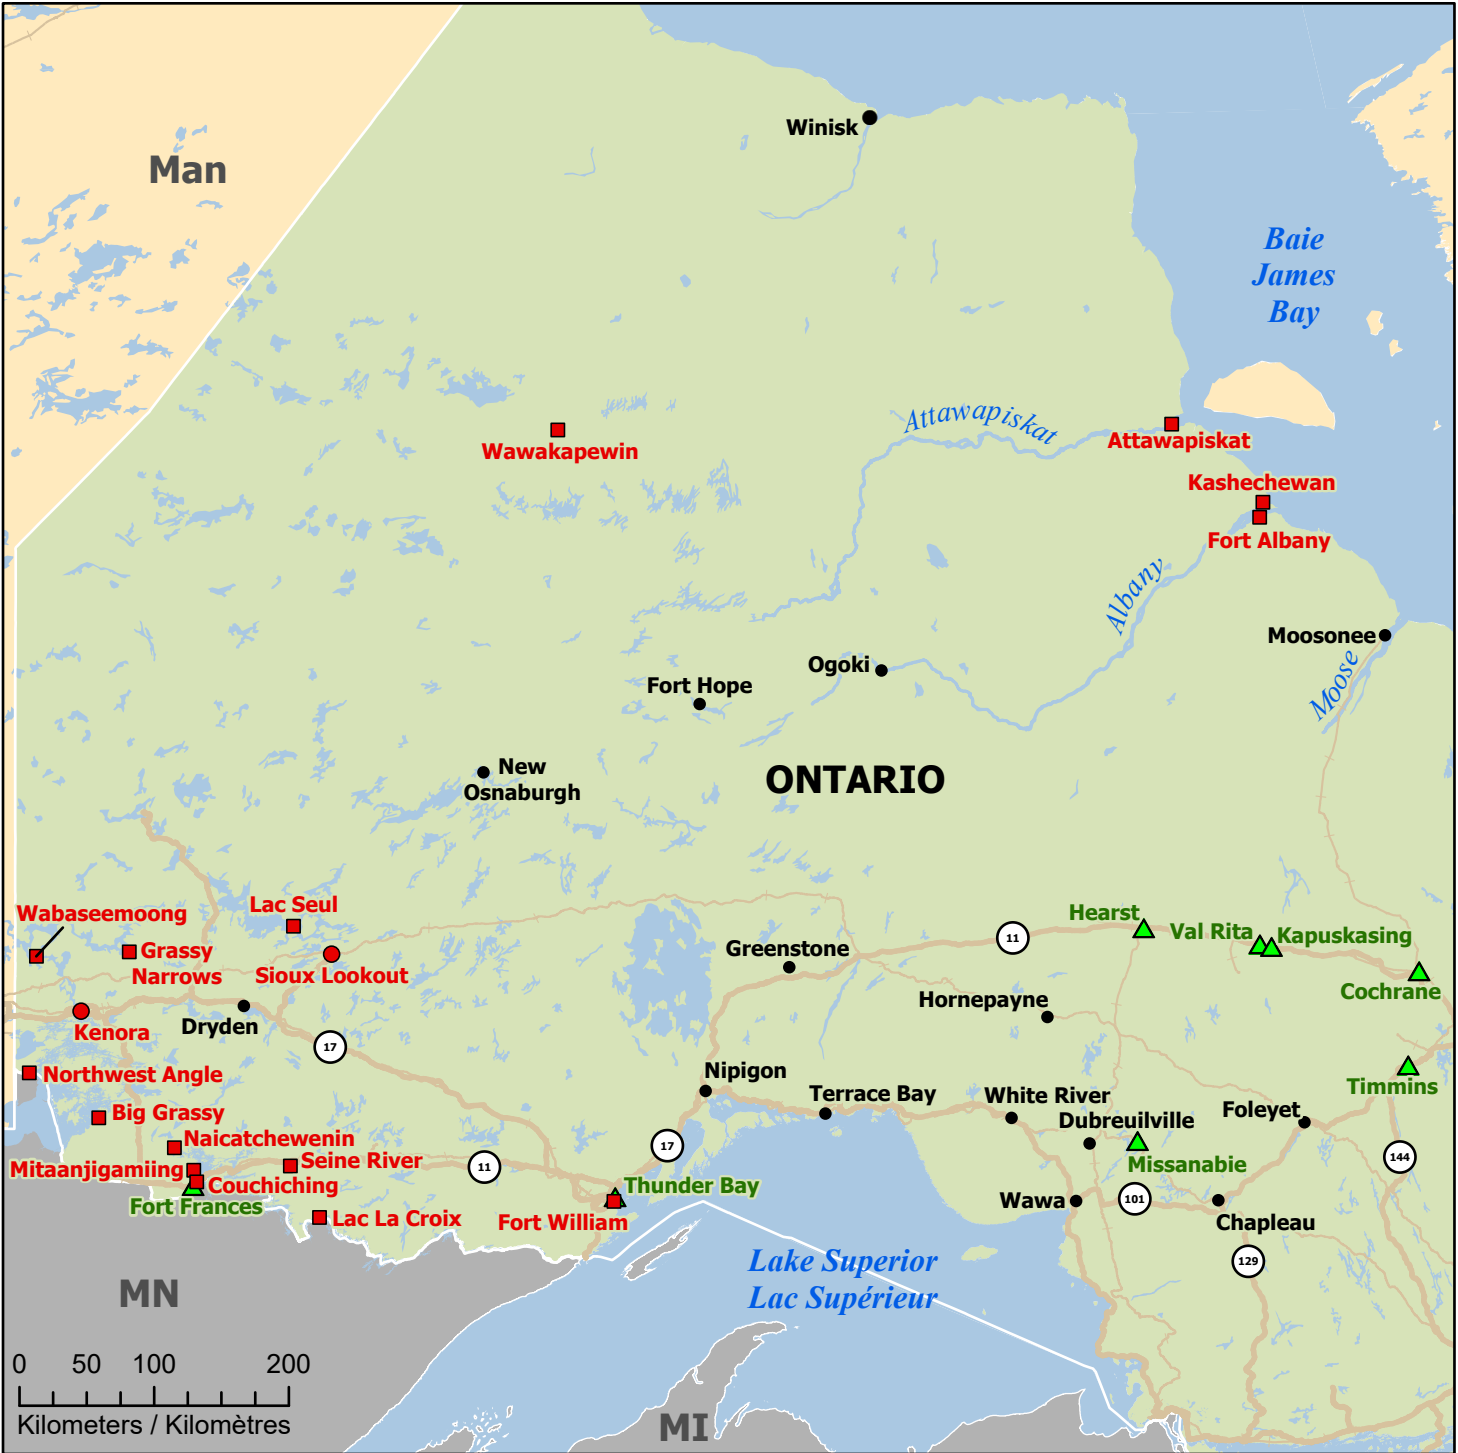 Winisk
Man
Baie
James
Bay
Attawapiskat
Attawapiskat
Wawakapewin
Kashechewan
Fort Albany
Albany
Moosonee
Moose
Ogoki
Fort Hope
New
Osnaburgh
ONTARIO
Lac Seul
Wabaseemoong
Grassy
Narrows
Sioux Lookout
Kenora
Dryden
17
Greenstone
11
Hearst
Val Rita
Kapuskasing
Cochrane
Hornepayne
Northwest Angle
Big Grassy
Naicatchewenin
Mitaanjigamiing
Seine River
Couchiching
Fort Frances
Lac La Croix
11
17
Nipigon
Terrace Bay
White River
Dubreuilville
Missanabie
Foleyet
Timmins
144
Thunder Bay
Fort William
Wawa
101
Chapleau
129
Lake Superior
Lac Supérieur
MN
MI
0 50 100 200
Kilometers / Kilomètres